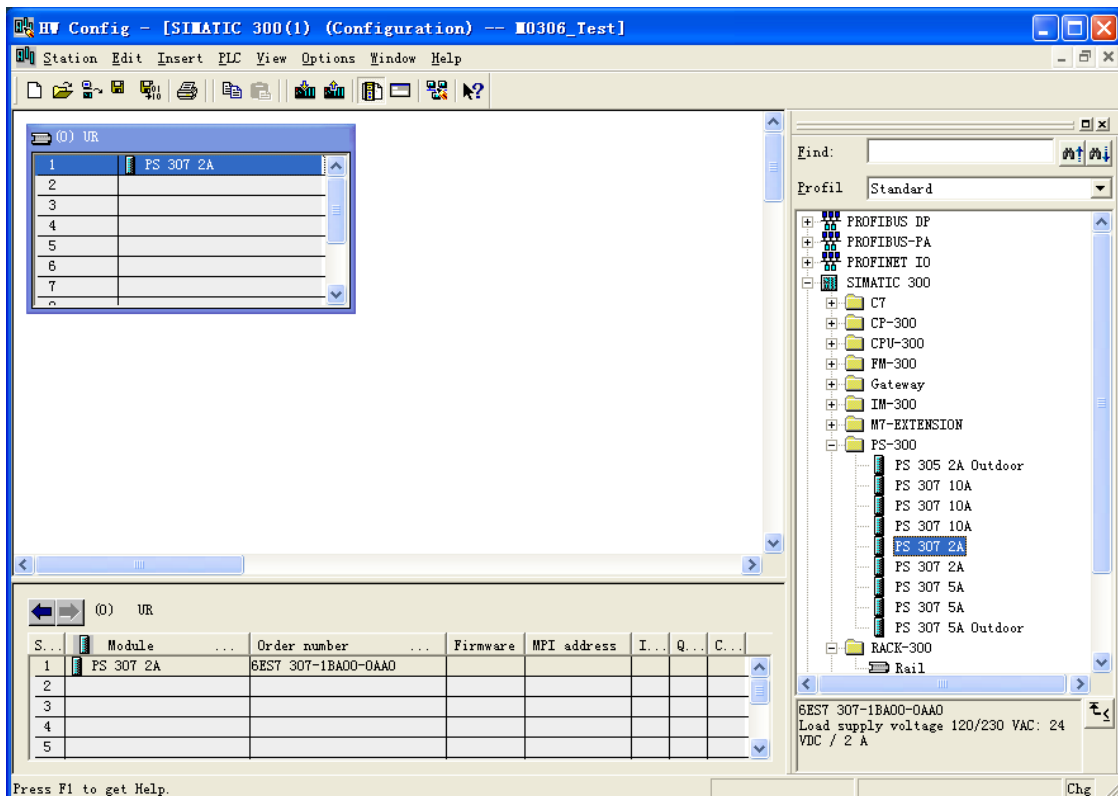 HW Config - [SIMATIC 300(1) (Configuration) -- M0306_Test]
Station Edit Insert PLC View Options Window Help
(0) UR
1 PS 307 2A
2
3
4
5
6
7
Find:
Profil Standard
PROFIBUS DP
PROFIBUS-PA
PROFINET IO
SIMATIC 300
C7
CP-300
CPU-300
FM-300
Gateway
IM-300
M7-EXTENSION
PS-300
PS 305 2A Outdoor
PS 307 10A
PS 307 10A
PS 307 10A
PS 307 2A
PS 307 2A
PS 307 5A
PS 307 5A
PS 307 5A Outdoor
RACK-300
Rail
6ES7 307-1BA00-0AA0
Load supply voltage 120/230 VAC: 24
VDC / 2 A
(0) UR
S... Module ... Order number ... Firmware MPI address I... Q... C...
1 PS 307 2A 6ES7 307-1BA00-0AA0
2
3
4
5
Press F1 to get Help. Chg